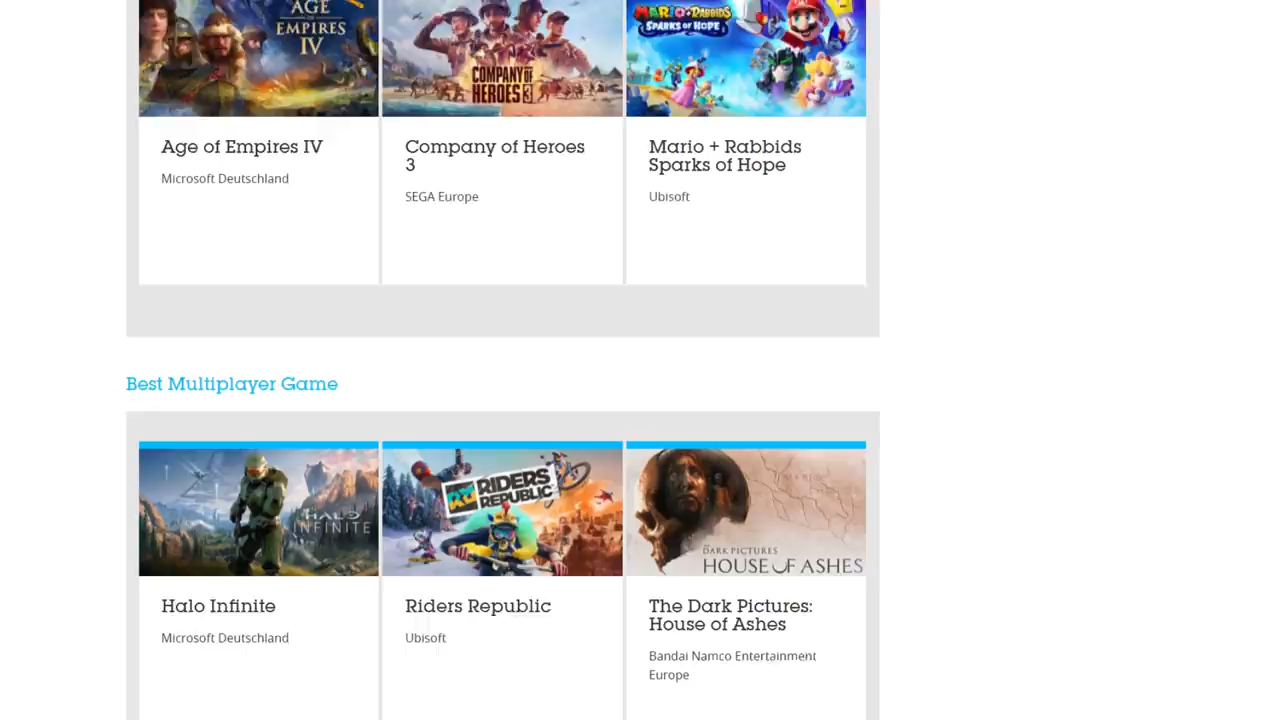 AGE
OF
EMPIRES
IV
COMPANY OF
HEROES 3
MARIO+RABBIDS
SPARKS OF HOPE
Age of Empires IV
Company of Heroes
3
Mario + Rabbids
Sparks of Hope
Microsoft Deutschland
SEGA Europe
Ubisoft
Best Multiplayer Game
HALO
INFINITE
RR RIDERS
REPUBLIC
DARK PICTURES
HOUSE OF ASHES
Halo Infinite
Riders Republic
The Dark Pictures:
House of Ashes
Microsoft Deutschland
Ubisoft
Bandai Namco Entertainment
Europe